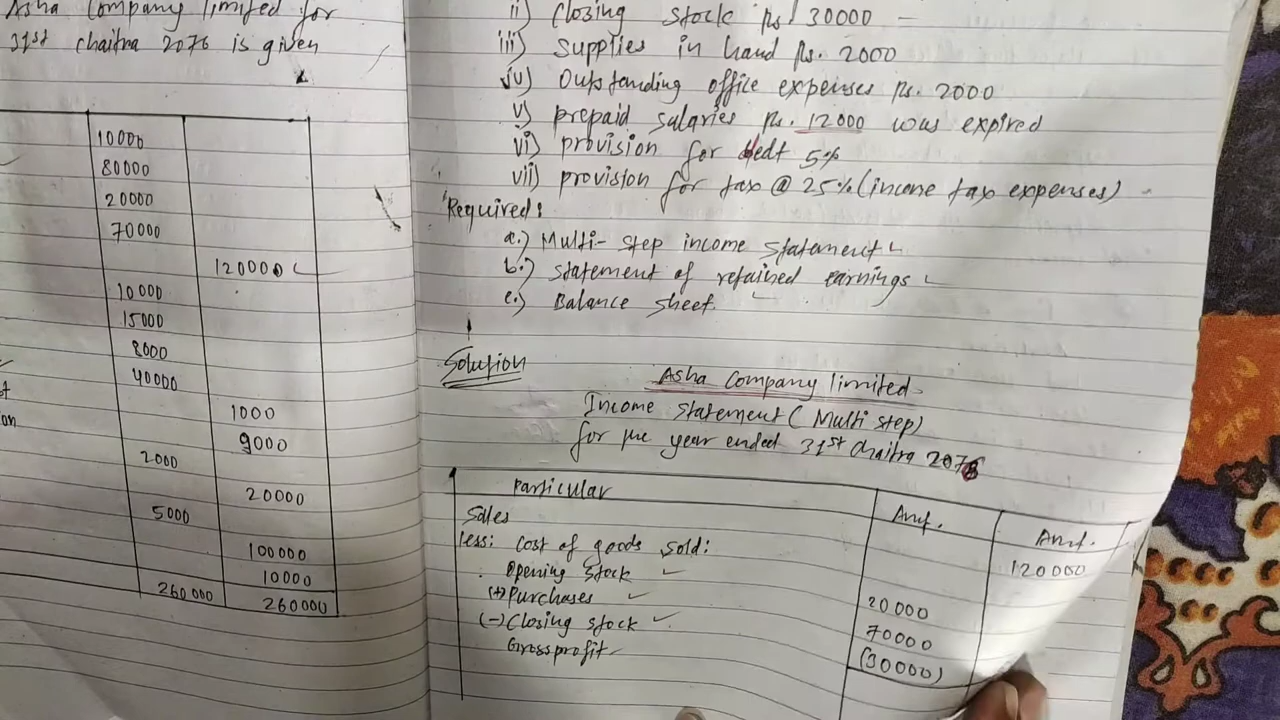 Asha Company limited for
31st chaitra 2076 is given
10000
80000
20000
70000
120000
10000
15000
8000
40000
1000
9000
2000
20000
5000
100000
10000
260000 260000
ii) Closing stock Rs. 30000
iii) supplies in hand Rs. 2000
iv) Outstanding office expenses Rs. 2000
v) prepaid salaries Rs. 12000 was expired
vi) provision for dedt 5%
vii) provision for tax @ 25% (income tax expenses)
Required:
a.) Multi-step income statement
b.) statement of retained earnings
c.) Balance sheet.
Solution
Asha Company limited.
Income statement ( Multi step)
for the year ended 31st Chaitra 2076
Particular Amt. Amt.
Sales 120000
less: cost of goods sold:
Opening stock 20000
(+) Purchases 70000
(-) Closing stock (30000)
Gross profit